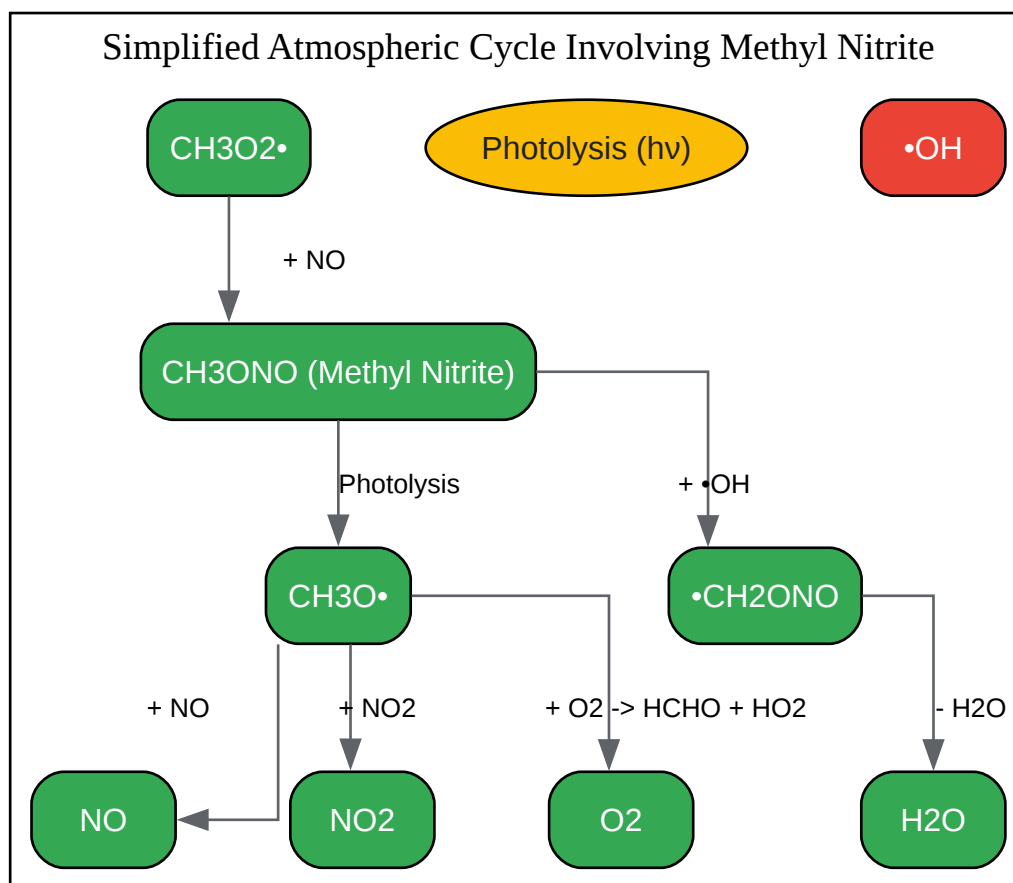 Simplified Atmospheric Cycle Involving Methyl Nitrite
CH3O2•
Photolysis (hν)
•OH
+ NO
CH3ONO (Methyl Nitrite)
Photolysis
+ •OH
CH3O•
•CH2ONO
+ NO
+ NO2
+ O2 -> HCHO + HO2
- H2O
NO
NO2
O2
H2O